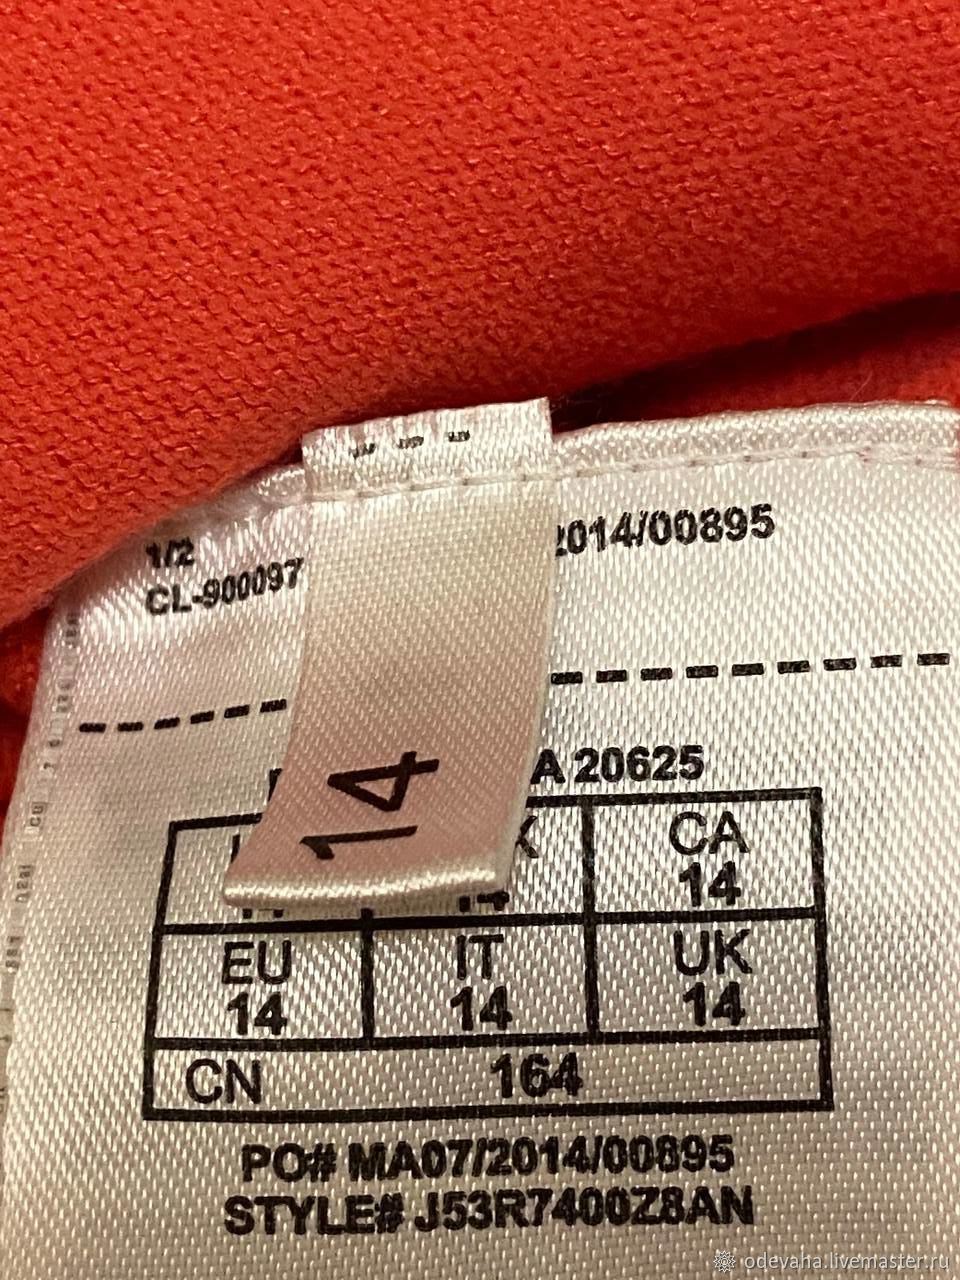 1/2
CL-900097
2014/00895
14
A 20625
CA
14
EU
14
IT
14
UK
14
CN 164
PO# MA07/2014/00895
STYLE# J53R7400Z8AN
odevaha.livemaster.ru